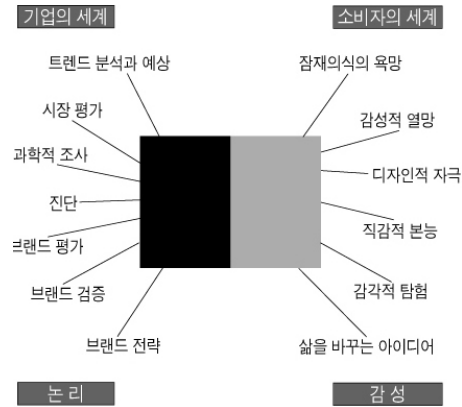 기업의 세계
소비자의 세계
트렌드 분석과 예상
시장 평가
과학적 조사
진단
브랜드 평가
브랜드 검증
브랜드 전략
잠재의식의 욕망
감성적 열망
디자인적 자극
직감적 본능
감각적 탐험
삶을 바꾸는 아이디어
논 리
감 성